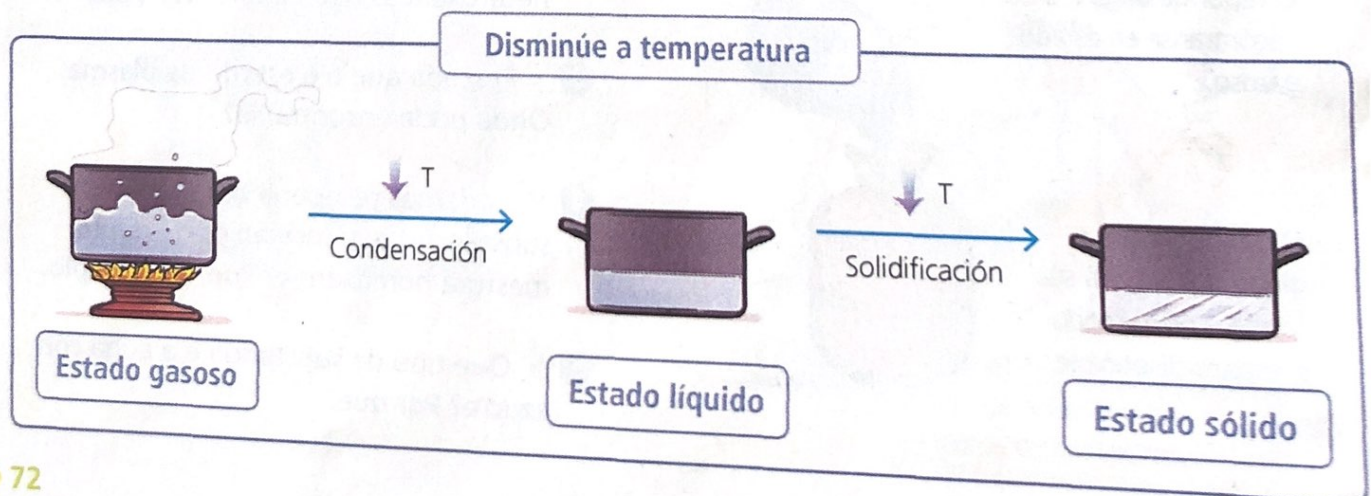 Disminúe a temperatura
T
Condensación
T
Solidificación
Estado gasoso
Estado líquido
Estado sólido
72